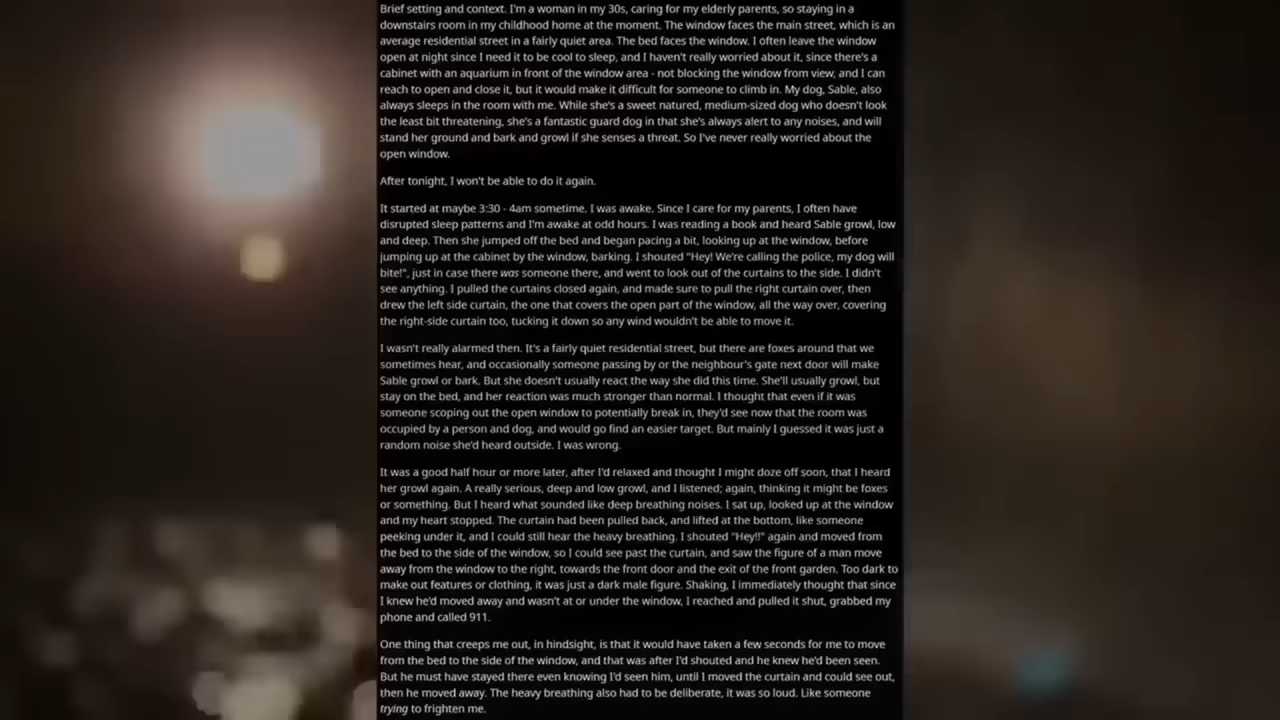 Brief setting and context. I'm a woman in my 30s, caring for my elderly parents, so staying in a
downstairs room in my childhood home at the moment. The window faces the main street, which is an
average residential street in a fairly quiet area. The bed faces the window. I often leave the window
open at night since I need it to be cool to sleep, and I haven't really worried about it, since there's a
cabinet with an aquarium in front of the window area - not blocking the window from view, and I can
reach to open and close it, but it would make it difficult for someone to climb in. My dog, Sable, also
always sleeps in the room with me. While she's a sweet natured, medium-sized dog who doesn't look
the least bit threatening, she's a fantastic guard dog in that she's always alert to any noises, and will
stand her ground and bark and growl if she senses a threat. So I've never really worried about the
open window.
After tonight, I won't be able to do it again.
It started at maybe 3:30 - 4am sometime. I was awake. Since I care for my parents, I often have
disrupted sleep patterns and I'm awake at odd hours. I was reading a book and heard Sable growl, low
and deep. Then she jumped off the bed and began pacing a bit, looking up at the window, before
jumping up at the cabinet by the window, barking. I shouted "Hey! We're calling the police, my dog will
bite!", just in case there was someone there, and went to look out of the curtains to the side. I didn't
see anything. I pulled the curtains closed again, and made sure to pull the right curtain over, then
drew the left side curtain, the one that covers the open part of the window, all the way over, covering
the right-side curtain too, tucking it down so any wind wouldn't be able to move it.
I wasn't really alarmed then. It's a fairly quiet residential street, but there are foxes around that we
sometimes hear, and occasionally someone passing by or the neighbour's gate next door will make
Sable growl or bark. But she doesn't usually react the way she did this time. She'll usually growl, but
stay on the bed, and her reaction was much stronger than normal. I thought that even if it was
someone scoping out the open window to potentially break in, they'd see now that the room was
occupied by a person and dog, and would go find an easier target. But mainly I guessed it was just a
random noise she'd heard outside. I was wrong.
It was a good half hour or more later, after I'd relaxed and thought I might doze off soon, that I heard
her growl again. A really serious, deep and low growl, and I listened; again, thinking it might be foxes
or something. But I heard what sounded like deep breathing noises. I sat up, looked up at the window
and my heart stopped. The curtain had been pulled back, and lifted at the bottom, like someone
peeking under it, and I could still hear the heavy breathing. I shouted "Hey!!" again and moved from
the bed to the side of the window, so I could see past the curtain, and saw the figure of a man move
away from the window to the right, towards the front door and the exit of the front garden. Too dark to
make out features or clothing, it was just a dark male figure. Shaking, I immediately thought that since
I knew he'd moved away and wasn't at or under the window, I reached and pulled it shut, grabbed my
phone and called 911.
One thing that creeps me out, in hindsight, is that it would have taken a few seconds for me to move
from the bed to the side of the window, and that was after I'd shouted and he knew he'd been seen.
But he must have stayed there even knowing I'd seen him, until I moved the curtain and could see out,
then he moved away. The heavy breathing also had to be deliberate, it was so loud. Like someone
trying to frighten me.